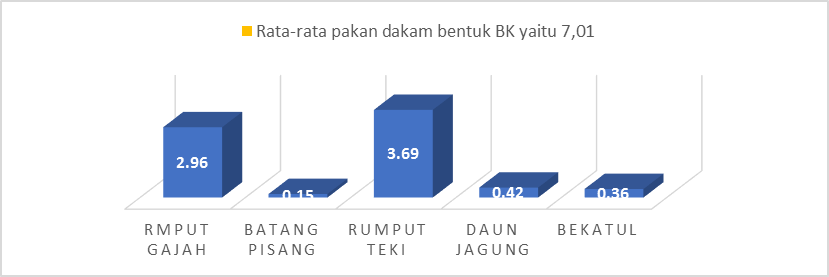 Rata-rata pakan dakam bentuk BK yaitu 7,01
2.96
0.15
3.69
0.42
0.36
RMPUT GAJAH
BATANG PISANG
RUMPUT TEKI
DAUN JAGUNG
BEKATUL